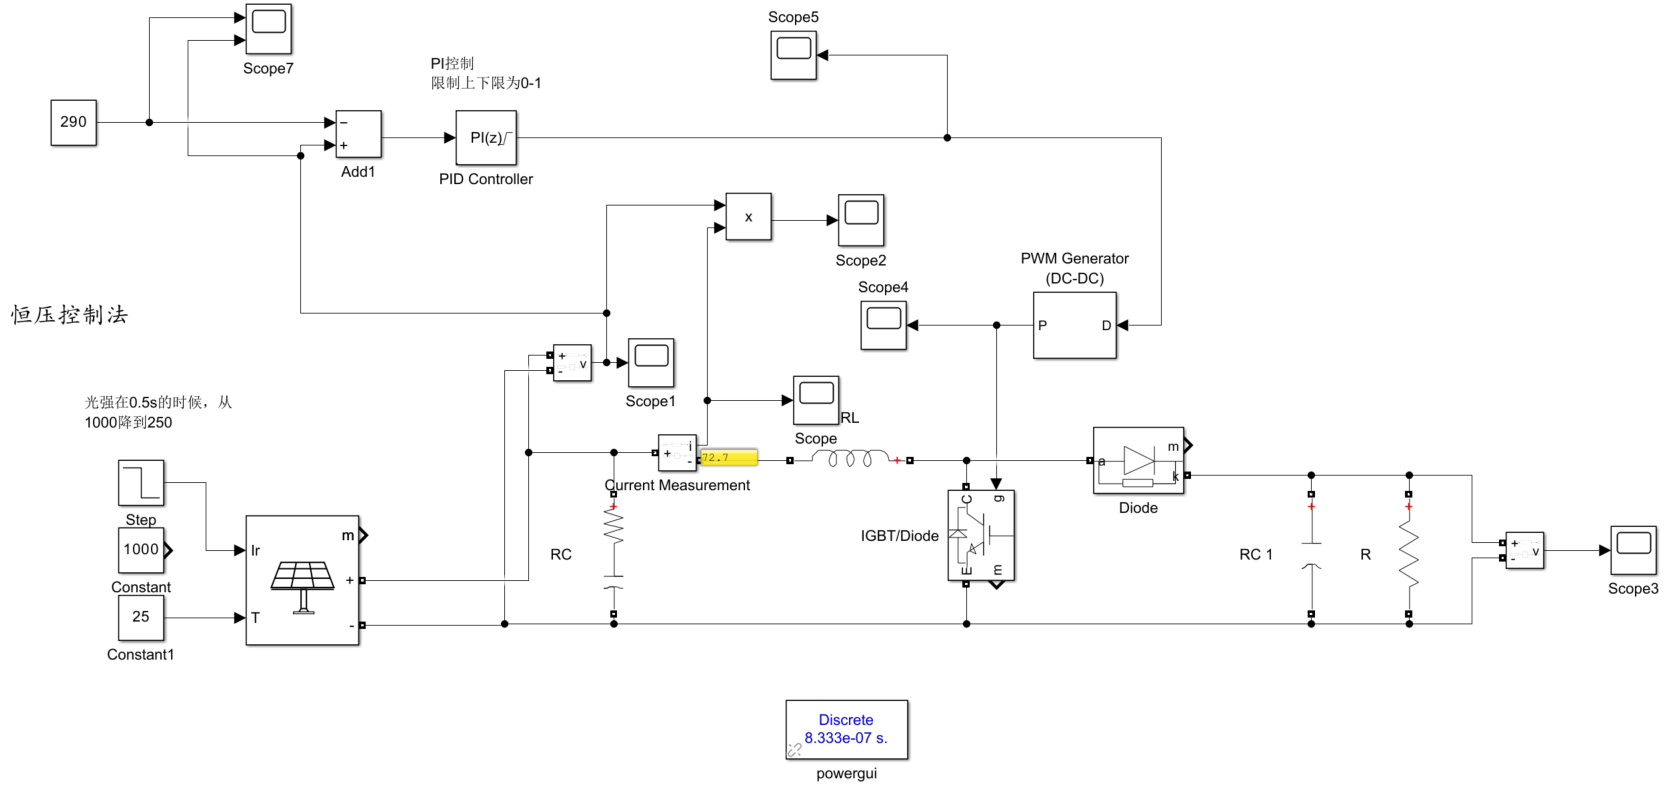 Scope7
290
Add1
PI控制
限制上下限为0-1
PI(z)
PID Controller
Scope5
x
Scope2
PWM Generator
(DC-DC)
P
D
Scope4
恒压控制法
v
Scope1
光强在0.5s的时候，从
1000降到250
Step
1000
Constant
25
Constant1
Ir
T
m
+
-
RC
i
72.7
Current Measurement
Scope
RL
IGBT/Diode
C
g
E
m
a
m
k
Diode
RC 1
R
v
Scope3
Discrete
8.333e-07 s.
powergui